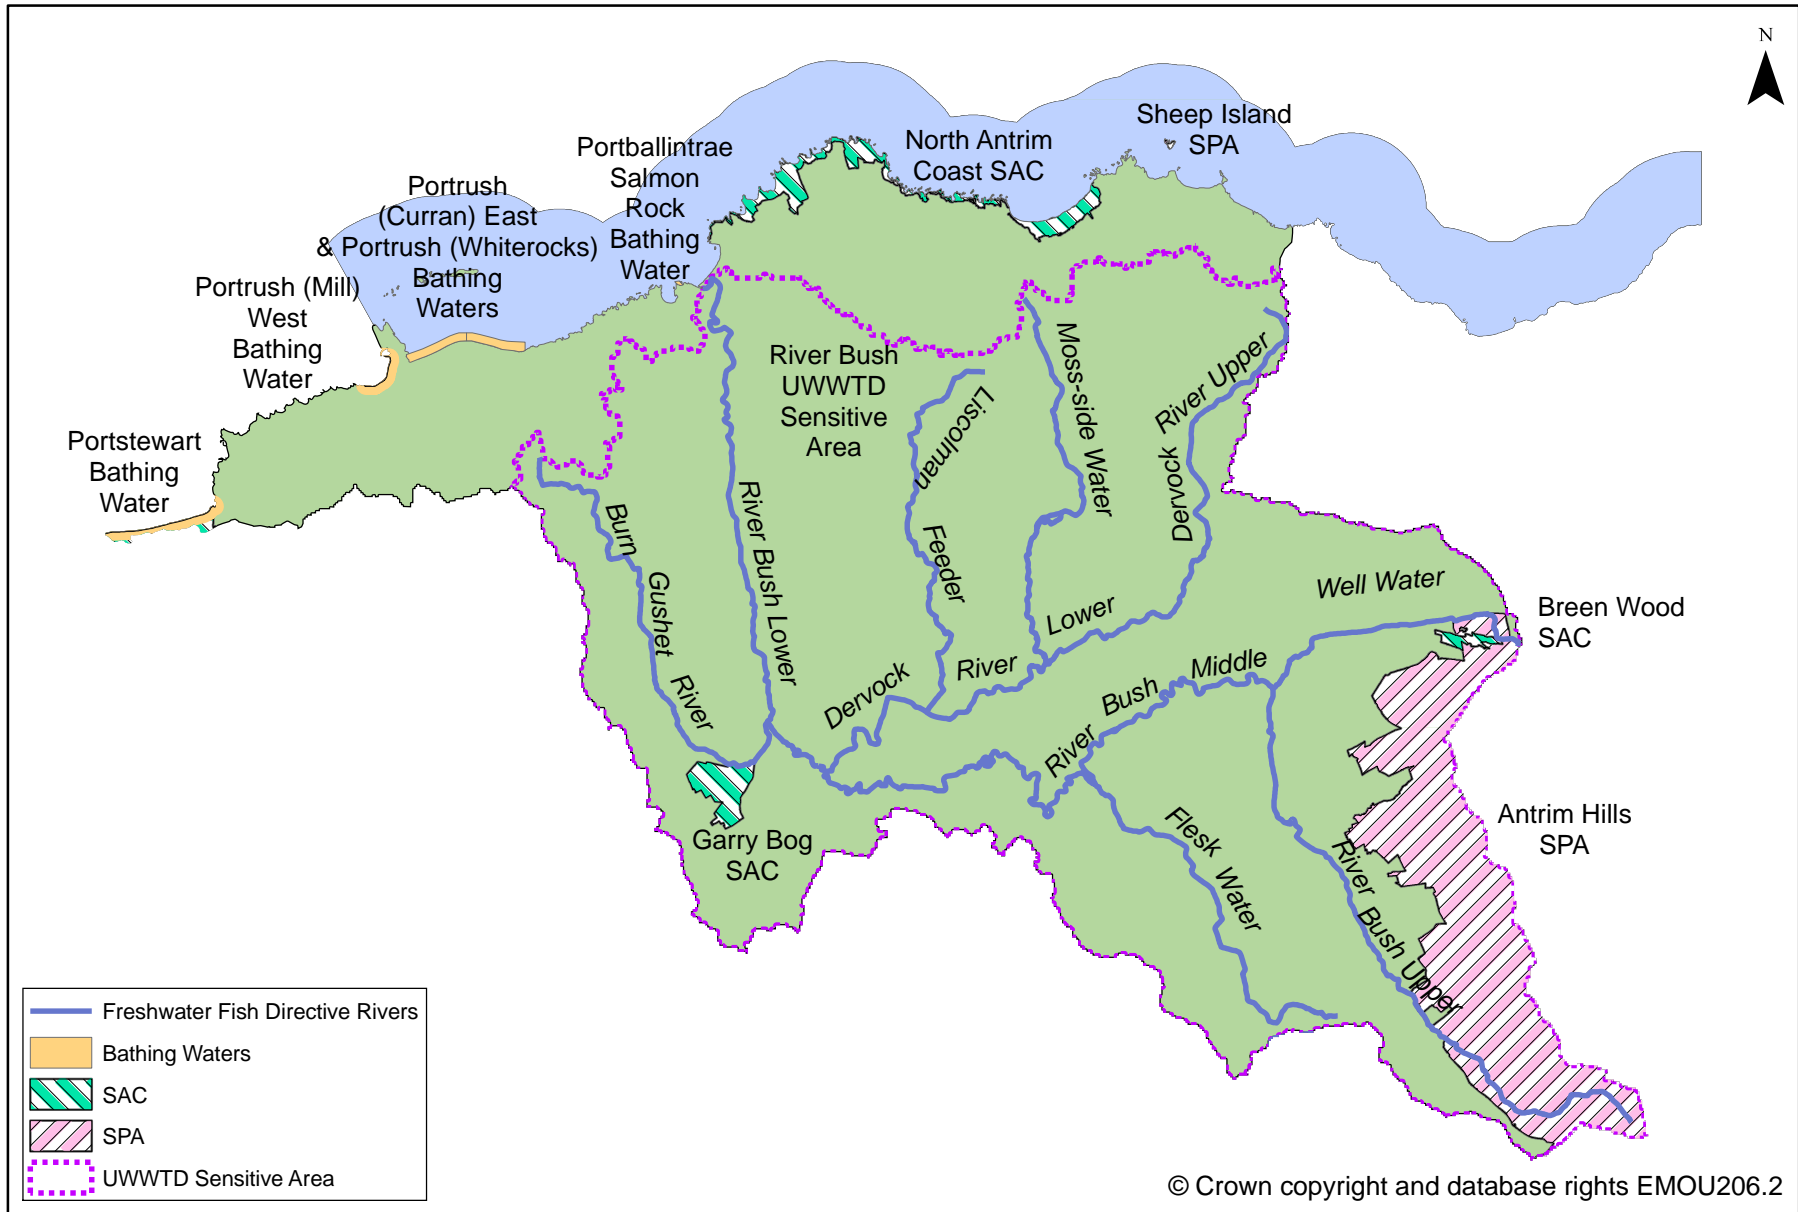 N
Sheep Island
SPA
North Antrim
Coast SAC
Portballintrae
Salmon
Rock
Bathing
Water
Portrush
(Curran) East
& Portrush (Whiterocks)
Bathing
Waters
Portrush (Mill)
West
Bathing
Water
Portstewart
Bathing
Water
River Bush
UWWTD
Sensitive
Area
Liscolman
Feeder
Moss-side Water
River Upper
Dervock
Burn
Gushet
River
River Bush Lower
Dervock
River
Lower
Well Water
River
Bush
Middle
Breen Wood
SAC
Antrim Hills
SPA
Garry Bog
SAC
Flesk
Water
River
Bush Upper
Freshwater Fish Directive Rivers
Bathing Waters
SAC
SPA
UWWTD Sensitive Area
© Crown copyright and database rights EMOU206.2